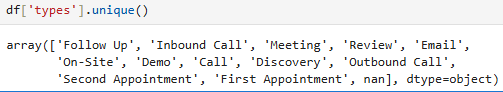 df['types'].unique()
array(['Follow Up', 'Inbound Call', 'Meeting', 'Review', 'Email',
'On-Site', 'Demo', 'Call', 'Discovery', 'Outbound Call',
'Second Appointment', 'First Appointment', nan], dtype=object)